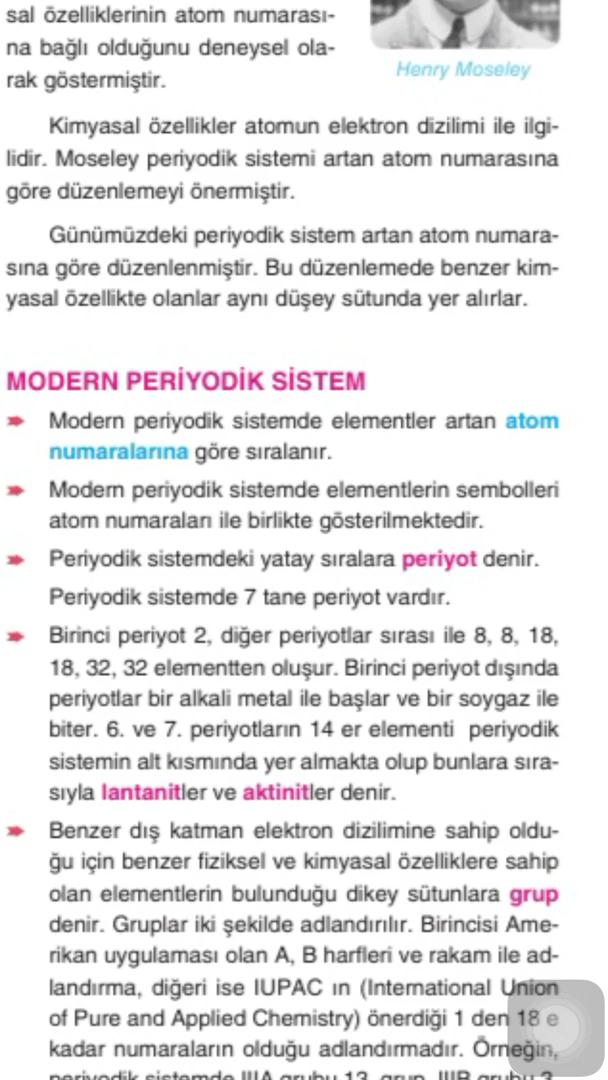 sal özelliklerinin atom numarası-
na bağlı olduğunu deneysel ola-
rak göstermiştir.
Henry Moseley
Kimyasal özellikler atomun elektron dizilimi ile ilgi-
lidir. Moseley periyodik sistemi artan atom numarasına
göre düzenlemeyi önermiştir.
Günümüzdeki periyodik sistem artan atom numara-
sına göre düzenlenmiştir. Bu düzenlemede benzer kim-
yasal özellikte olanlar aynı düşey sütunda yer alırlar.
MODERN PERİYODİK SİSTEM
Modern periyodik sistemde elementler artan atom
numaralarına göre sıralanır.
Modern periyodik sistemde elementlerin sembolleri
atom numaraları ile birlikte gösterilmektedir.
Periyodik sistemdeki yatay sıralara periyot denir.
Periyodik sistemde 7 tane periyot vardır.
Birinci periyot 2, diğer periyotlar sırası ile 8, 8, 18,
18, 32, 32 elementten oluşur. Birinci periyot dışında
periyotlar bir alkali metal ile başlar ve bir soygaz ile
biter. 6. ve 7. periyotların 14 er elementi periyodik
sistemin alt kısmında yer almakta olup bunlara sıra-
sıyla lantanitler ve aktinitler denir.
Benzer dış katman elektron dizilimine sahip oldu-
ğu için benzer fiziksel ve kimyasal özelliklere sahip
olan elementlerin bulunduğu dikey sütunlara grup
denir. Gruplar iki şekilde adlandırılır. Birincisi Ame-
rikan uygulaması olan A, B harfleri ve rakam ile ad-
landırma, diğeri ise IUPAC ın (International Union
of Pure and Applied Chemistry) önerdiği 1 den 18 e
kadar numaraların olduğu adlandırmadır. Örneğin,
periyodik sistemde IIIA grubu 13. grup, IIIB grubu 3.